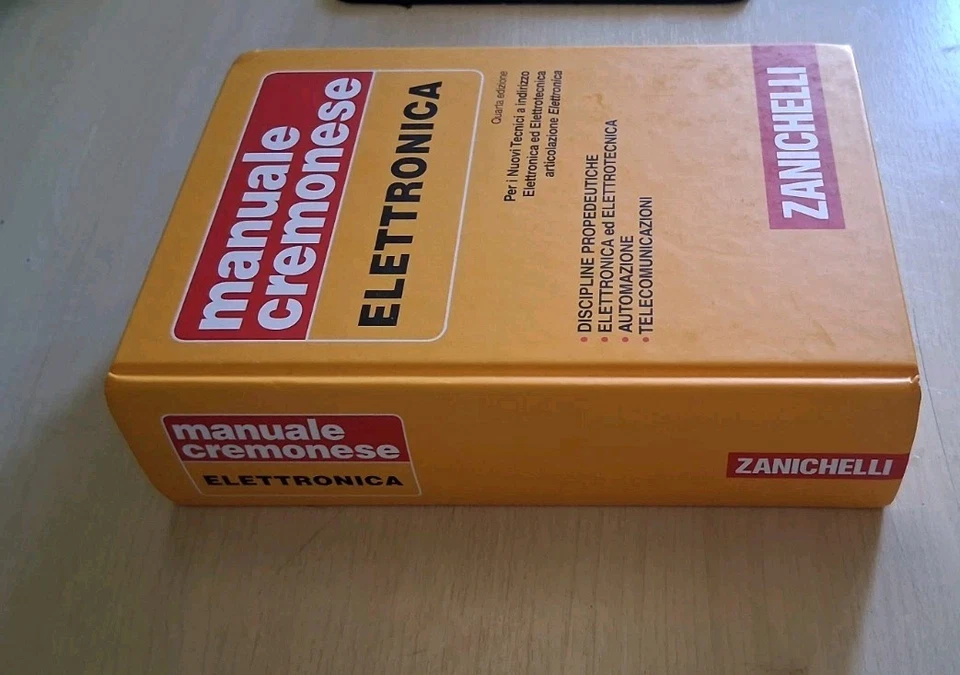 manuale
cremonese
ELETTRONICA
Quarta edizione
Per i Nuovi Tecnici a indirizzo
Elettronica ed Elettrotecnica
articolazione Elettronica
• DISCIPLINE PROPEDEUTICHE
• ELETTRONICA ed ELETTROTECNICA
• AUTOMAZIONE
• TELECOMUNICAZIONI
ZANICHELLI
manuale
cremonese
ELETTRONICA
ZANICHELLI